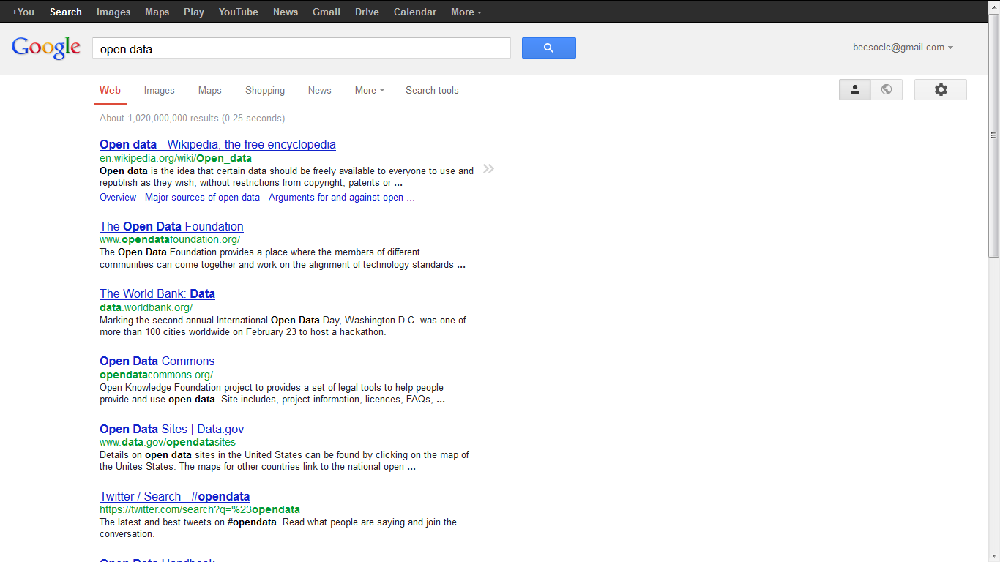 +You Search Images Maps Play YouTube News Gmail Drive Calendar More
Google open data becsoclc@gmail.com
Web Images Maps Shopping News More Search tools
About 1,020,000,000 results (0.25 seconds)
Open data - Wikipedia, the free encyclopedia
en.wikipedia.org/wiki/Open_data
Open data is the idea that certain data should be freely available to everyone to use and
republish as they wish, without restrictions from copyright, patents or ...
Overview - Major sources of open data - Arguments for and against open ...
The Open Data Foundation
www.opendatafoundation.org/
The Open Data Foundation provides a place where the members of different
communities can come together and work on the alignment of technology standards ...
The World Bank: Data
data.worldbank.org/
Marking the second annual International Open Data Day, Washington D.C. was one of
more than 100 cities worldwide on February 23 to host a hackathon.
Open Data Commons
opendatacommons.org/
Open Knowledge Foundation project to provides a set of legal tools to help people
provide and use open data. Site includes, project information, licences, FAQs, ...
Open Data Sites | Data.gov
www.data.gov/opendatasites
Details on open data sites in the United States can be found by clicking on the map of
the Unites States. The maps for other countries link to the national open ...
Twitter / Search - #opendata
https://twitter.com/search?q=%23opendata
The latest and best tweets on #opendata. Read what people are saying and join the
conversation.
Open Data Handbook